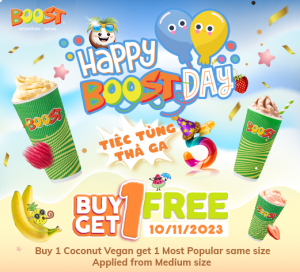 BOOST
HAPPY
BOOST DAY
BOOST
BOOST
TIỆC TÙNG
THẢ GA
BUY 1
GET 1 FREE
10/11/2023
Buy 1 Coconut Vegan get 1 Most Popular same size
Applied from Medium size